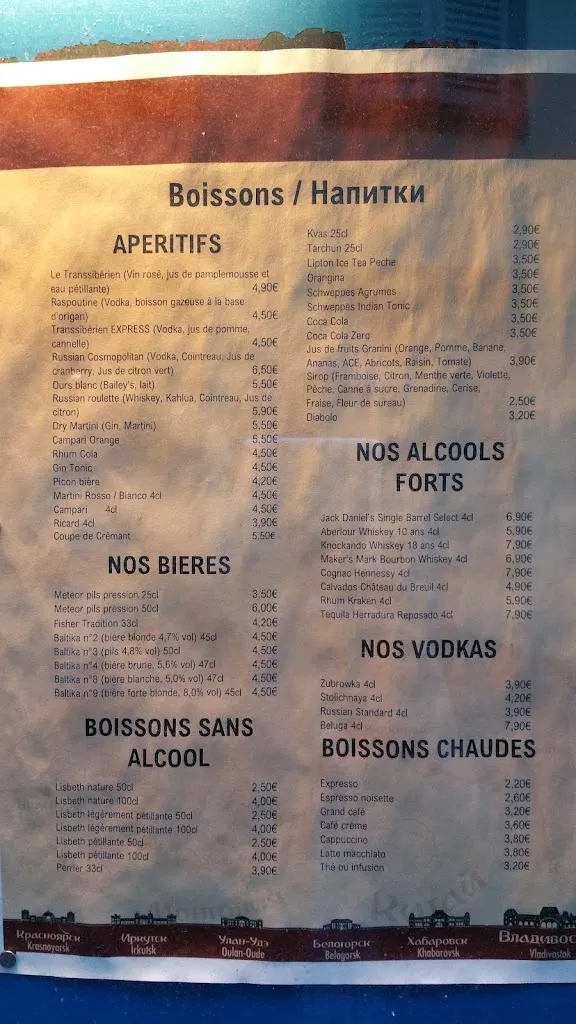 Boissons / Напитки
APERITIFS
Le Transsibérien (Vin rosé, jus de pamplemousse et
eau pétillante) 4,90€
Raspoutine (Vodka, boisson gazeuse à la base
d'origan) 4,50€
Transsibérien EXPRESS (Vodka, jus de pomme,
cannelle) 4,50€
Russian Cosmopolitan (Vodka, Cointreau, Jus de
cranberry, jus de citron vert) 6,50€
Ours blanc (Bailey's, lait) 5,50€
Russian roulette (Whiskey, Kahlua, Cointreau, Jus de
citron) 5,90€
Dry Martini (Gin, Martini) 5,50€
Campari Orange 5,50€
Rhum Cola 4,50€
Gin Tonic 4,50€
Picon bière 4,20€
Martini Rosso / Bianco 4cl 4,50€
Campari 4cl 4,50€
Ricard 4cl 3,90€
Coupe de Crémant 5,50€
NOS BIERES
Meteor pils pression 25cl 3,50€
Meteor pils pression 50cl 6,00€
Fisher Tradition 33cl 4,20€
Baltika n°2 (bière blonde 4,7% vol) 45cl 4,50€
Baltika n°3 (pils 4,8% vol) 50cl 4,50€
Baltika n°4 (bière brune, 5,6% vol) 47cl 4,50€
Baltika n°8 (bière blanche, 5,0% vol) 47cl 4,50€
Baltika n°9 (bière forte blonde, 8,0% vol) 45cl 4,50€
BOISSONS SANS
ALCOOL
Lisbeth nature 50cl 2,50€
Lisbeth nature 100cl 4,00€
Lisbeth légèrement pétillante 50cl 2,50€
Lisbeth légèrement pétillante 100cl 4,00€
Lisbeth pétillante 50cl 2,50€
Lisbeth pétillante 100cl 4,00€
Perrier 33cl 3,90€
Kvas 25cl 2,90€
Tarchun 25cl 2,90€
Lipton Ice Tea Peche 3,50€
Orangina 3,50€
Schweppes Agrumes 3,50€
Schweppes Indian Tonic 3,50€
Coca Cola 3,50€
Coca Cola Zero 3,50€
Jus de fruits Granini (Orange, Pomme, Banane,
Ananas, ACE, Abricots, Raisin, Tomate) 3,90€
Sirop (Framboise, Citron, Menthe verte, Violette,
Pêche, Canne à sucre, Grenadine, Cerise,
Fraise, Fleur de sureau) 2,50€
Diabolo 3,20€
NOS ALCOOLS
FORTS
Jack Daniel's Single Barrel Select 4cl 6,90€
Aberlour Whiskey 10 ans 4cl 5,90€
Knockando Whiskey 18 ans 4cl 7,90€
Maker's Mark Bourbon Whiskey 4cl 6,90€
Cognac Hennessy 4cl 7,90€
Calvados Château du Breuil 4cl 4,90€
Rhum Kraken 4cl 5,90€
Tequila Herradura Reposado 4cl 7,90€
NOS VODKAS
Zubrowka 4cl 3,90€
Stolichnaya 4cl 4,20€
Russian Standard 4cl 3,90€
Beluga 4cl 7,90€
BOISSONS CHAUDES
Expresso 2,20€
Espresso noisette 2,60€
Grand café 3,20€
Café crème 3,60€
Cappuccino 3,80€
Latte macchiato 3,80€
Thé ou infusion 3,20€
Красноярск Иркутск Улан-Удэ Белогорск Хабаровск Владивос
Krasnoyarsk Irkutsk Oulan-Oude Belogorsk Khabarovsk Vladivostok